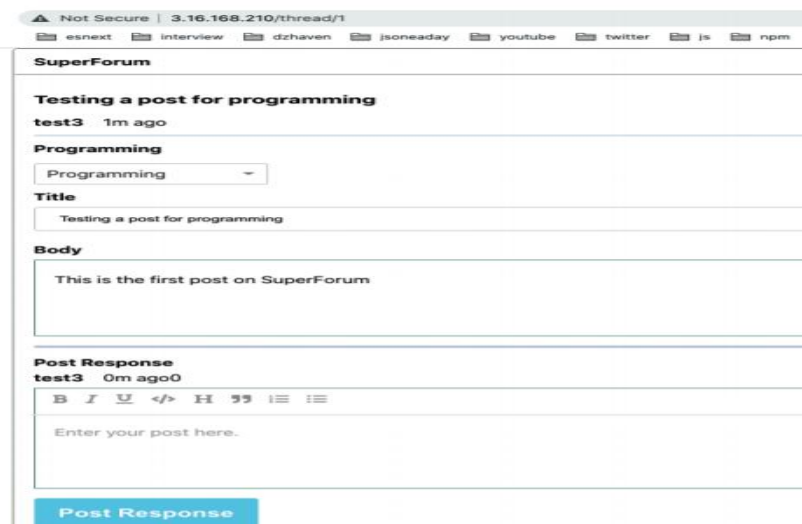 Not Secure | 3.16.168.210/thread/1
esnext interview dzhaven jsoneaday youtube twitter js npm
SuperForum
Testing a post for programming
test3 1m ago
Programming
Programming
Title
Testing a post for programming
Body
This is the first post on SuperForum
Post Response
test3 0m ago0
B I U </> H ""
Enter your post here.
Post Response